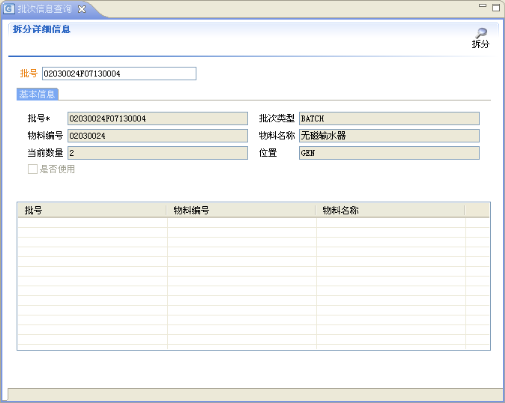 批次信息查询
拆分详细信息
拆分
批号 02030024F07130004
基本信息
批号* 02030024F07130004 批次类型 BATCH
物料编号 02030024 物料名称 无磁输水器
当前数量 2 位置 GEN
是否使用
批号 物料编号 物料名称